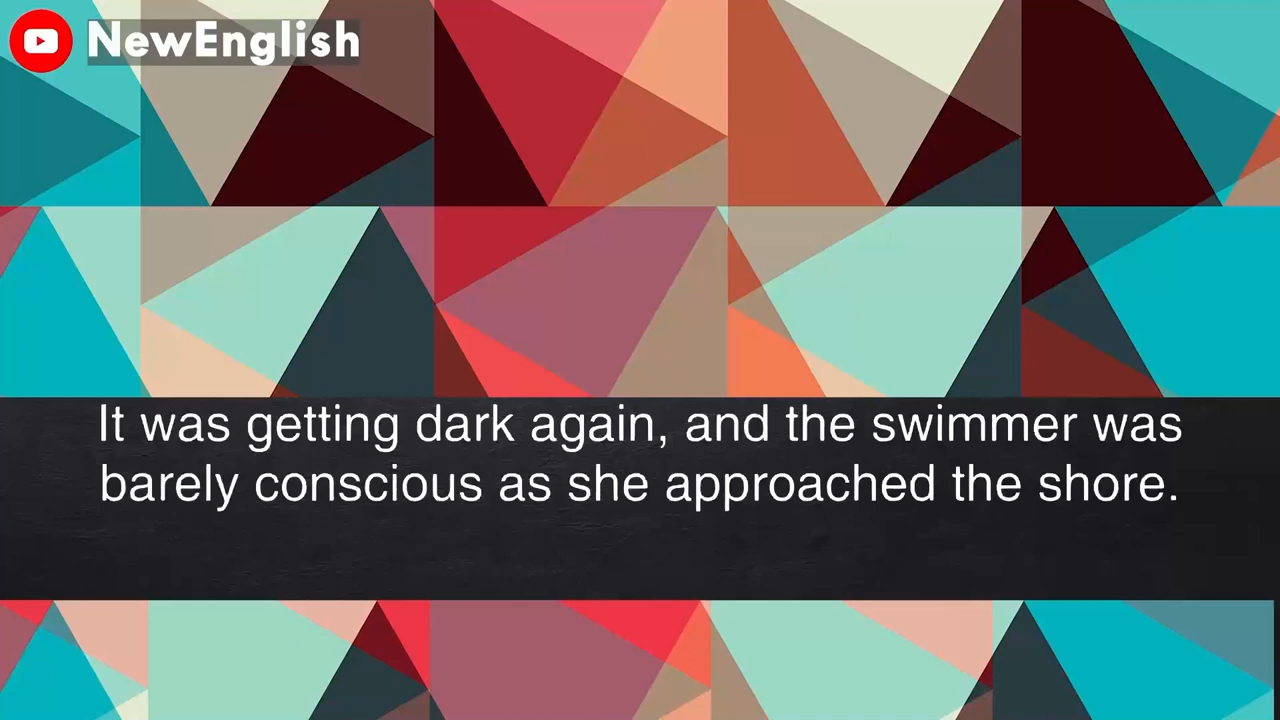 NewEnglish
It was getting dark again, and the swimmer was
barely conscious as she approached the shore.